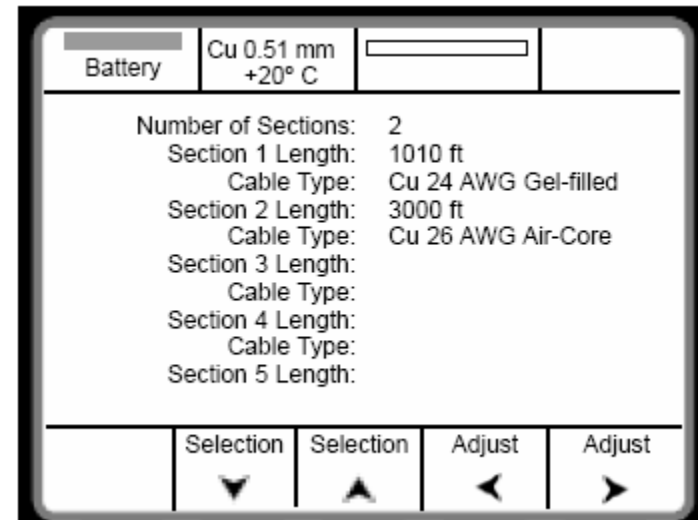 Battery
Cu 0.51 mm
+20° C
Number of Sections: 2
Section 1 Length: 1010 ft
Cable Type: Cu 24 AWG Gel-filled
Section 2 Length: 3000 ft
Cable Type: Cu 26 AWG Air-Core
Section 3 Length:
Cable Type:
Section 4 Length:
Cable Type:
Section 5 Length:
Selection
Selection
Adjust
Adjust